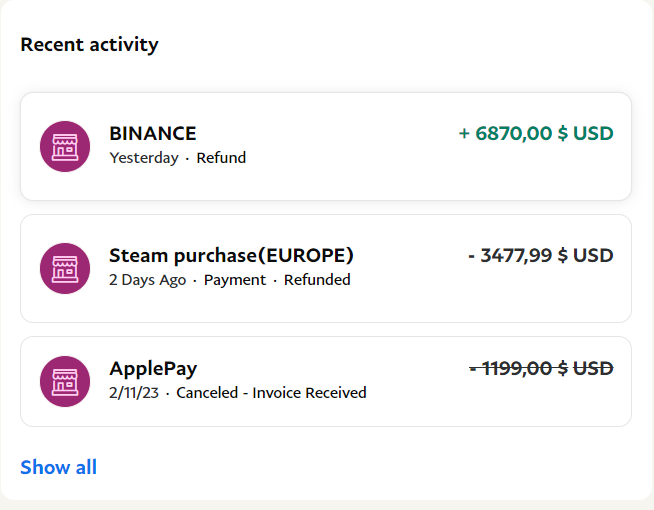 Recent activity
BINANCE
+ 6870,00 $ USD
Yesterday · Refund
Steam purchase(EUROPE)
- 3477,99 $ USD
2 Days Ago · Payment · Refunded
ApplePay
- 1199,00 $ USD
2/11/23 · Canceled - Invoice Received
Show all